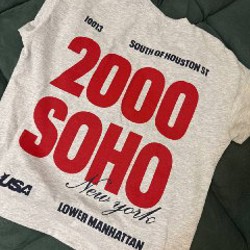 10013
SOUTH OF HOUSTON ST
2000
SOHO
New york
USA
LOWER MANHATTAN